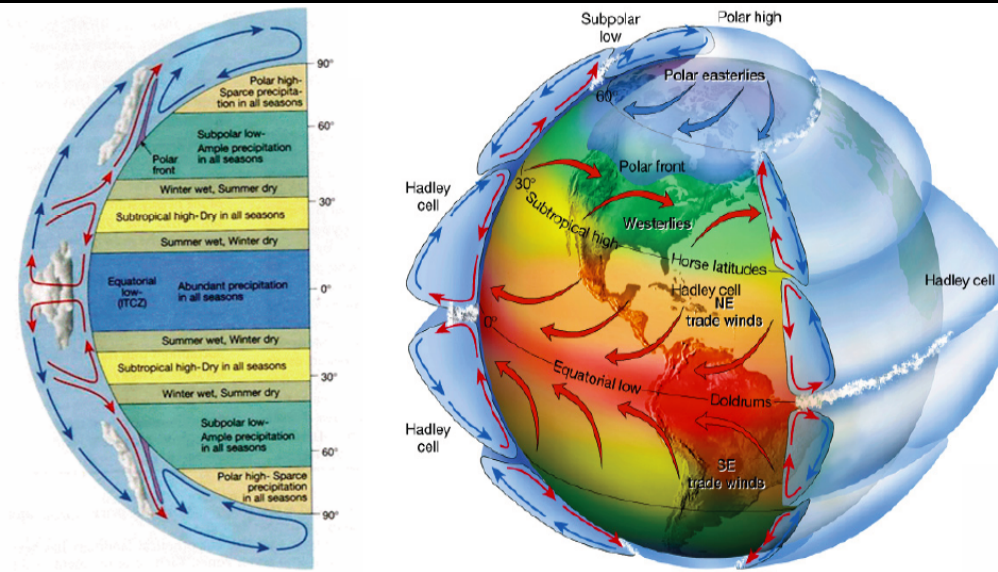 90°
Polar high-
Sparce precipita-
tion in all seasons
60°
Subpolar low-
Ample precipitation
in all seasons
Polar
front
Winter wet, Summer dry
30°
Subtropical high-Dry in all seasons
Summer wet, Winter dry
Equatorial
low-
(ITCZ)
Abundant precipitation
in all seasons
0°
Summer wet, Winter dry
Subtropical high-Dry in all seasons
30°
Winter wet, Summer dry
Subpolar low-
Ample precipitation
in all seasons
60°
Polar high- Sparse
precipitation
in all seasons
90°
Subpolar
low
Polar high
Polar easterlies
60°
Polar front
Hadley
cell
30°
Subtropical high
Westerlies
Horse latitudes
Hadley cell
Hadley cell
NE
trade winds
0°
Equatorial low
Doldrums
Hadley
cell
SE
trade winds